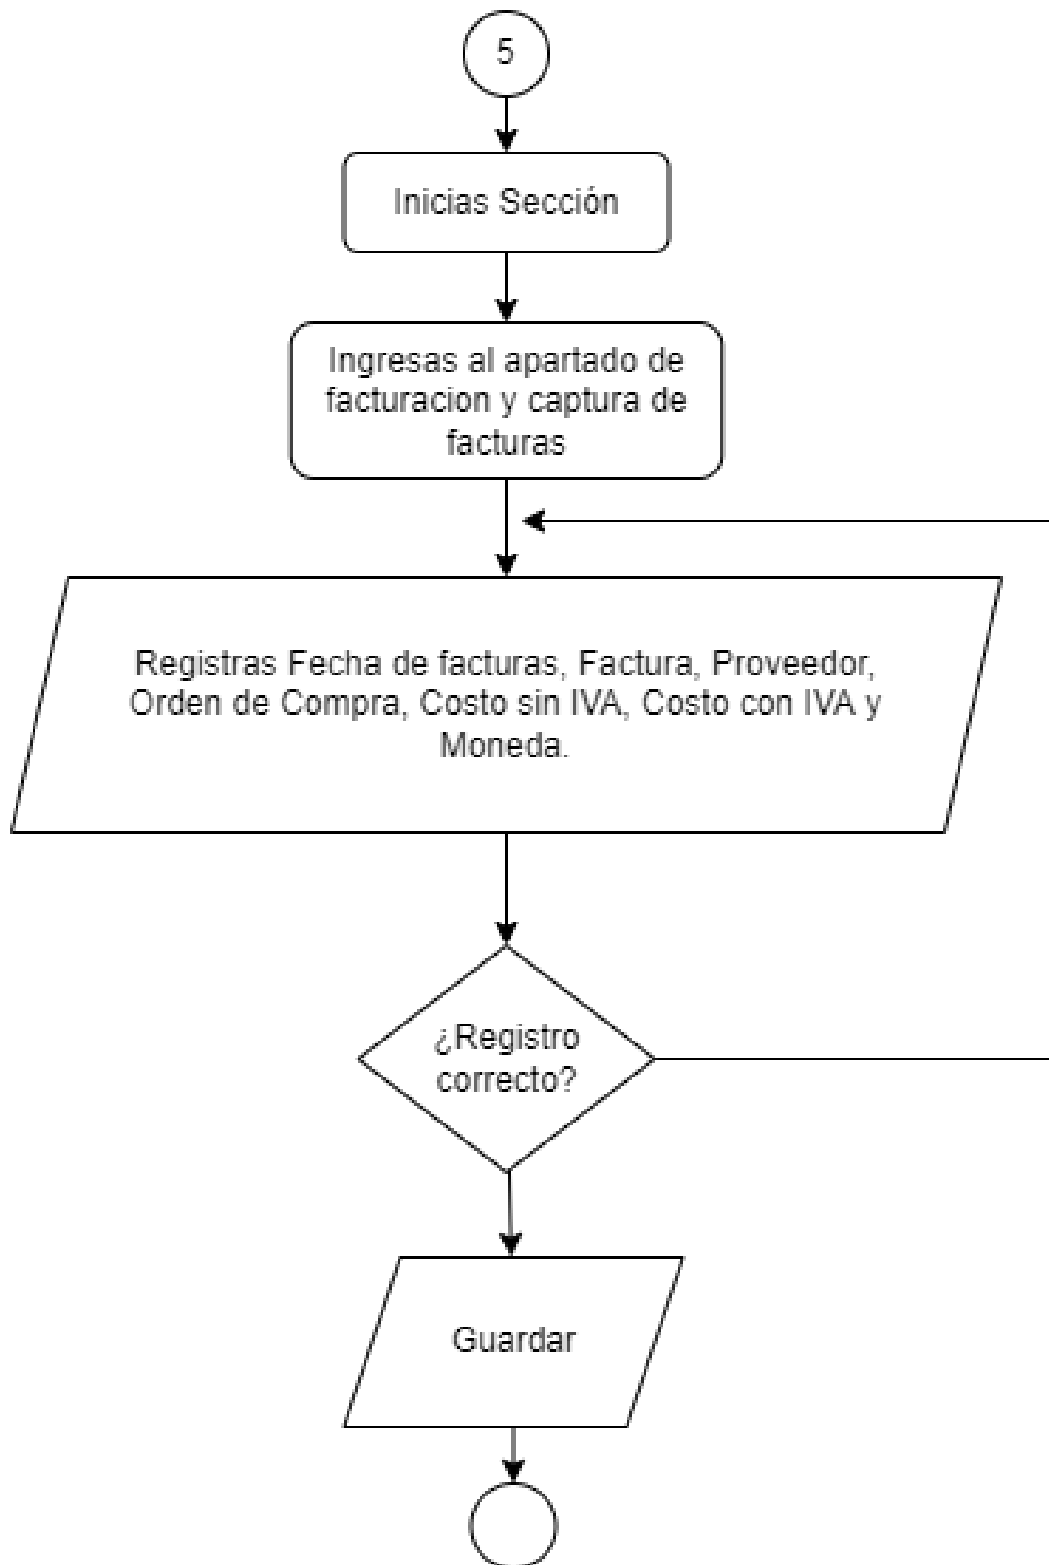 5
Inicias Sección
Ingresas al apartado de
facturacion y captura de
facturas
Registras Fecha de facturas, Factura, Proveedor,
Orden de Compra, Costo sin IVA, Costo con IVA y
Moneda.
¿Registro
correcto?
Guardar